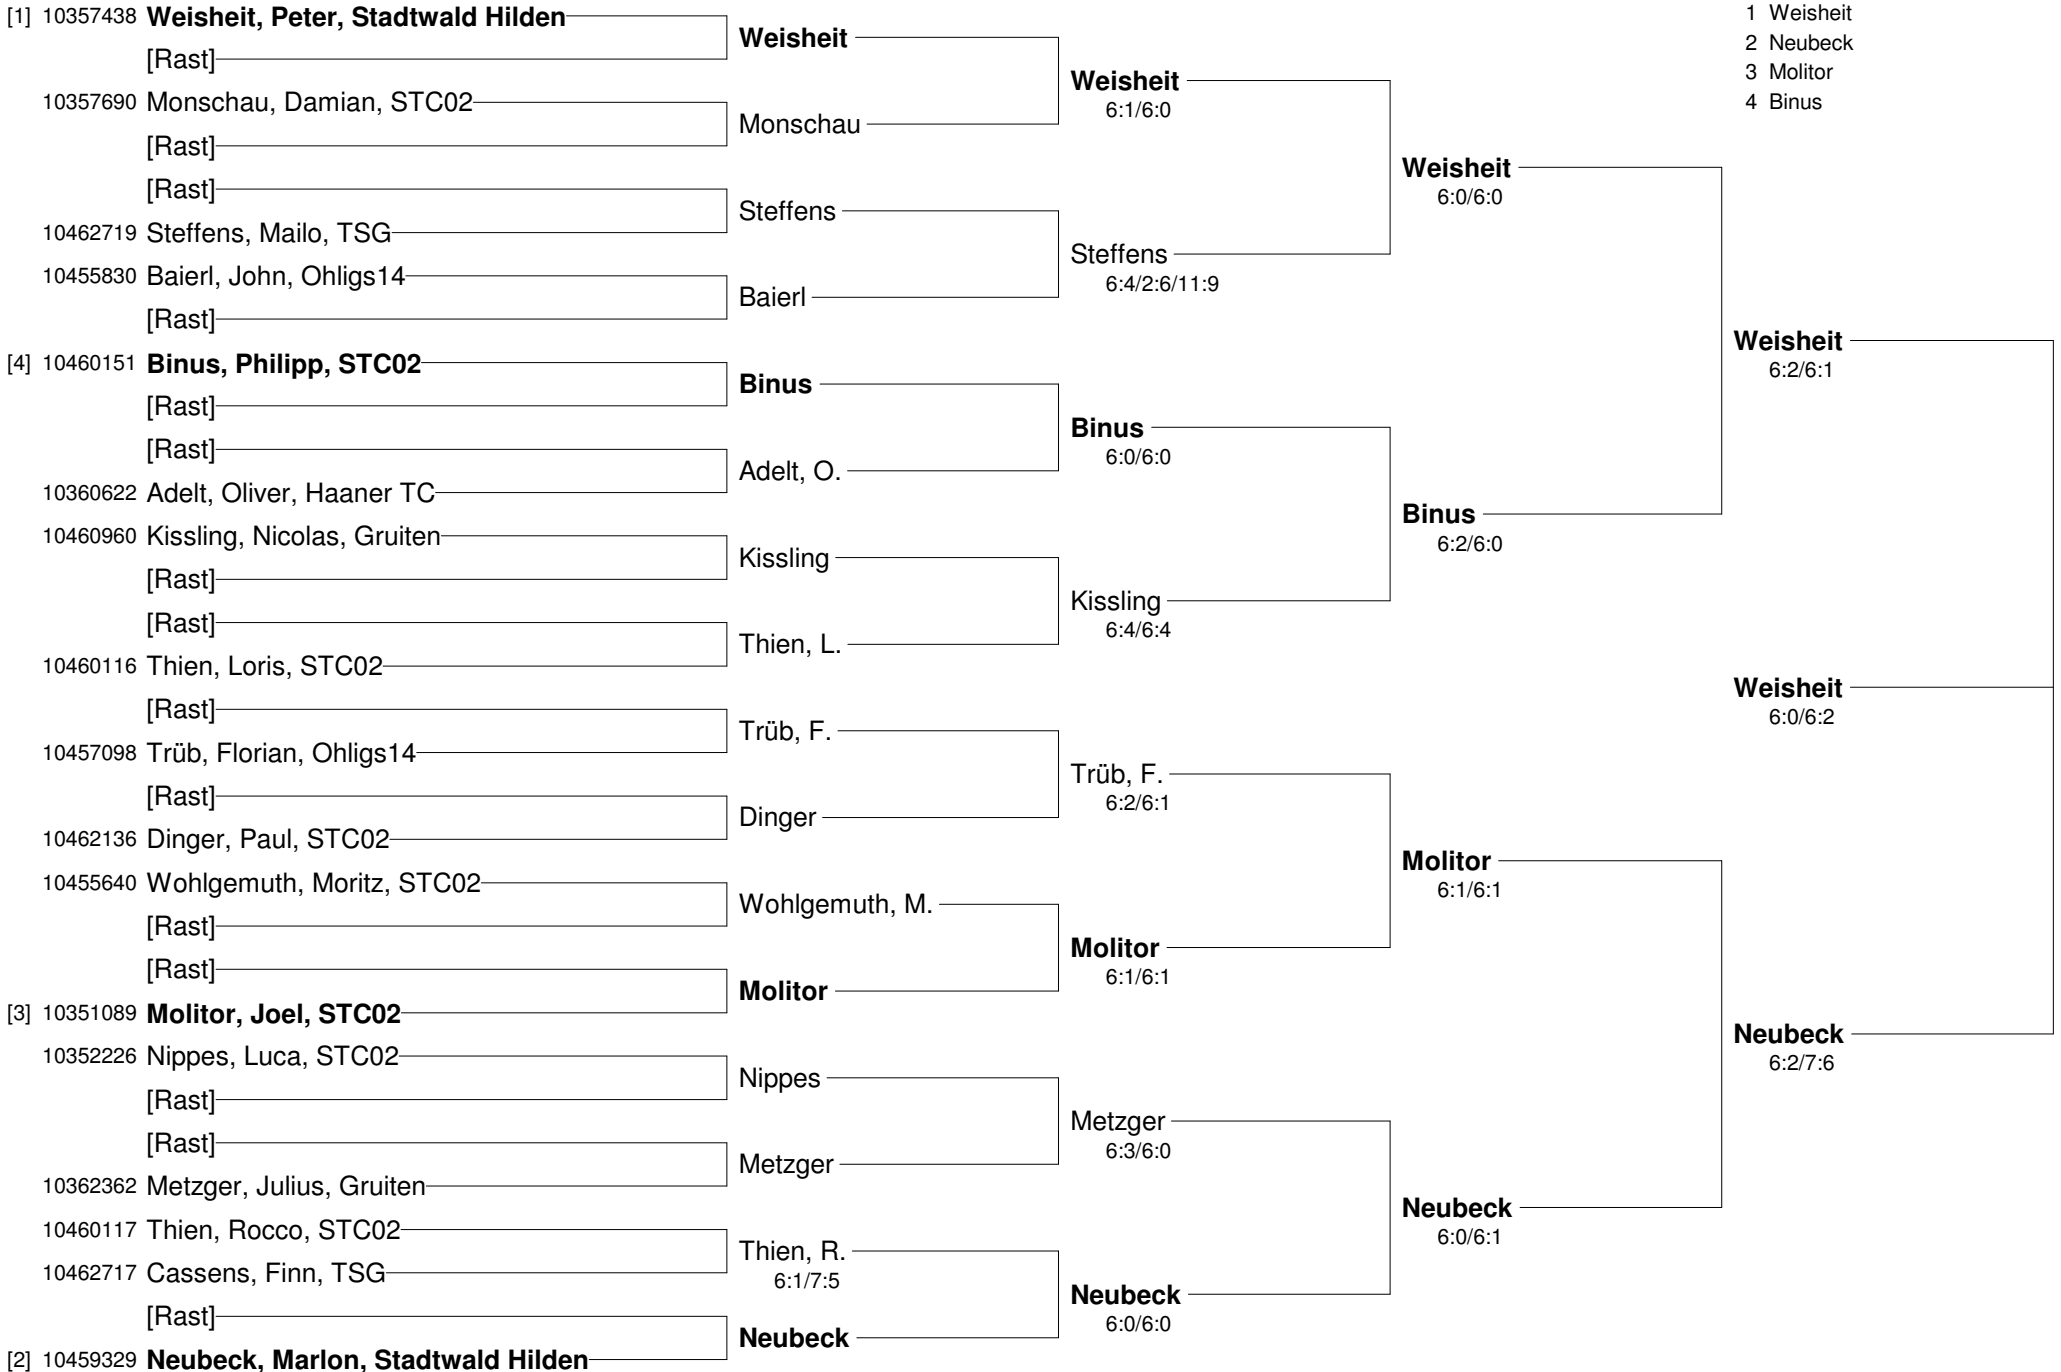 [1] 10357438 Weisheit, Peter, Stadtwald Hilden
[Rast]
10357690 Monschau, Damian, STC02
[Rast]
[Rast]
10462719 Steffens, Mailo, TSG
10455830 Baierl, John, Ohligs14
[Rast]
[4] 10460151 Binus, Philipp, STC02
[Rast]
[Rast]
10360622 Adelt, Oliver, Haaner TC
10460960 Kissling, Nicolas, Gruiten
[Rast]
[Rast]
10460116 Thien, Loris, STC02
[Rast]
10457098 Trüb, Florian, Ohligs14
[Rast]
10462136 Dinger, Paul, STC02
10455640 Wohlgemuth, Moritz, STC02
[Rast]
[Rast]
[3] 10351089 Molitor, Joel, STC02
10352226 Nippes, Luca, STC02
[Rast]
[Rast]
10362362 Metzger, Julius, Gruiten
10460117 Thien, Rocco, STC02
10462717 Cassens, Finn, TSG
[Rast]
[2] 10459329 Neubeck, Marlon, Stadtwald Hilden
Weisheit
Monschau
Steffens
Baierl
Binus
Adelt, O.
Kissling
Thien, L.
Trüb, F.
Dinger
Wohlgemuth, M.
Molitor
Nippes
Metzger
Thien, R.
6:1/7:5
Neubeck
Weisheit
6:1/6:0
Steffens
6:4/2:6/11:9
Binus
6:0/6:0
Kissling
6:4/6:4
Trüb, F.
6:2/6:1
Molitor
6:1/6:1
Metzger
6:3/6:0
Neubeck
6:0/6:0
Weisheit
6:0/6:0
Binus
6:2/6:0
Molitor
6:1/6:1
Neubeck
6:0/6:1
1 Weisheit
2 Neubeck
3 Molitor
4 Binus
Weisheit
6:2/6:1
Weisheit
6:0/6:2
Neubeck
6:2/7:6